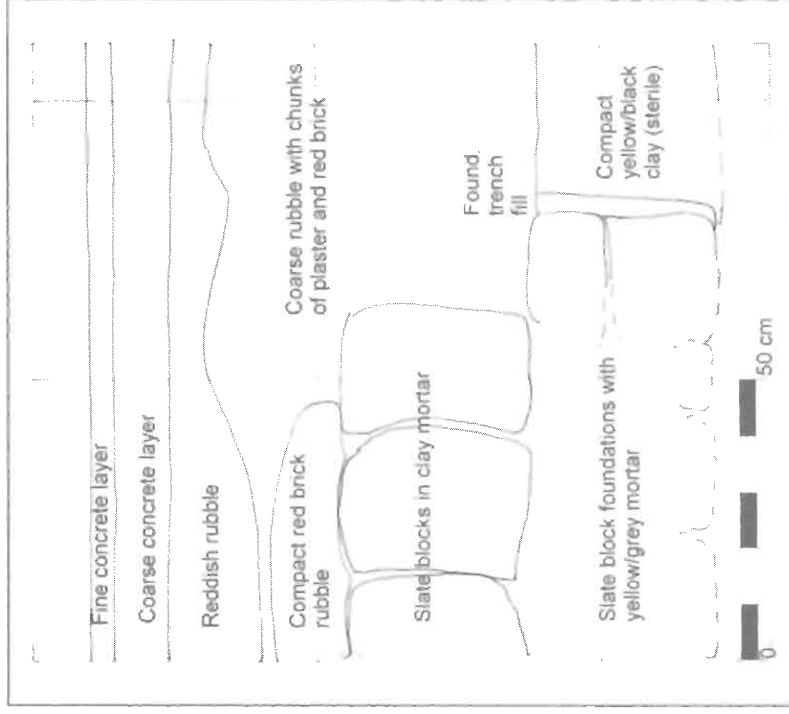 Fine concrete layer
Coarse concrete layer
Reddish rubble
Coarse rubble with chunks
of plaster and red brick
Compact red brick
rubble
Slate blocks in clay mortar
Found.
trench
fill
Compact
yellow/black
clay (sterile)
Slate block foundations with
yellow/grey mortar
0
50 cm